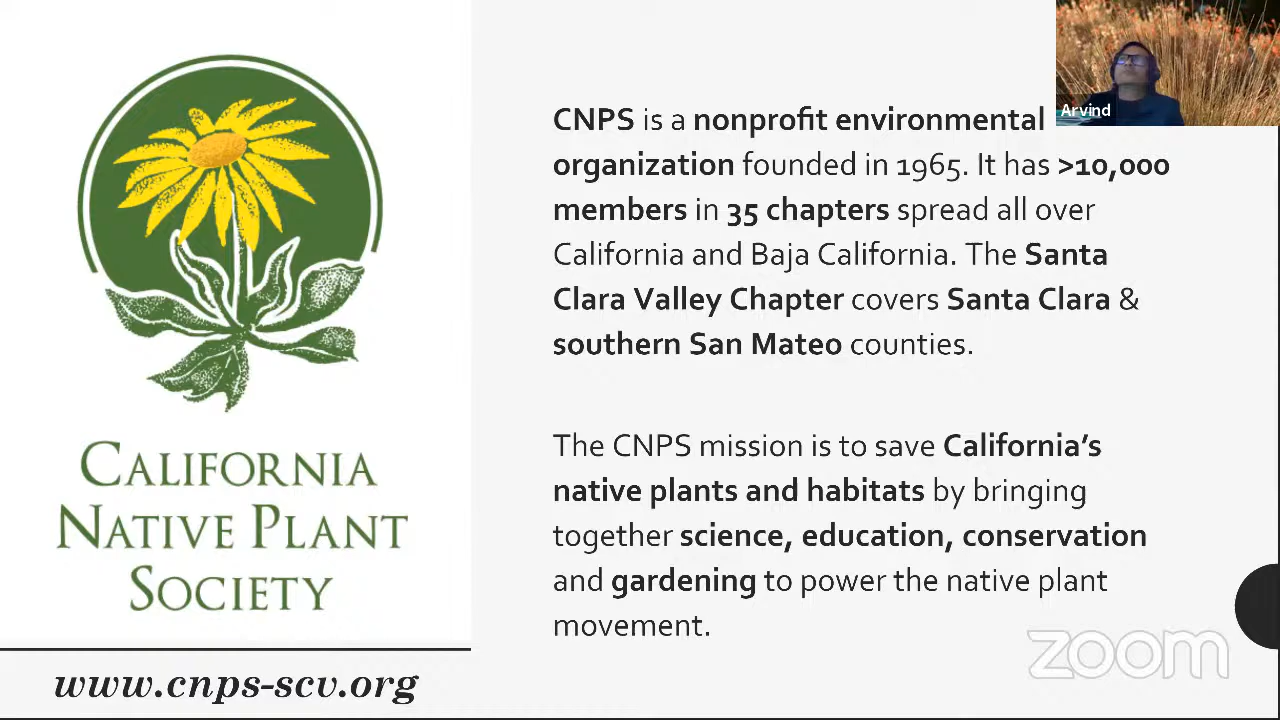 CALIFORNIA
NATIVE PLANT
SOCIETY
www.cnps-scv.org
CNPS is a nonprofit environmental
organization founded in 1965. It has >10,000
members in 35 chapters spread all over
California and Baja California. The Santa
Clara Valley Chapter covers Santa Clara &
southern San Mateo counties.
The CNPS mission is to save California’s
native plants and habitats by bringing
together science, education, conservation
and gardening to power the native plant
movement.
Arvind
zoom